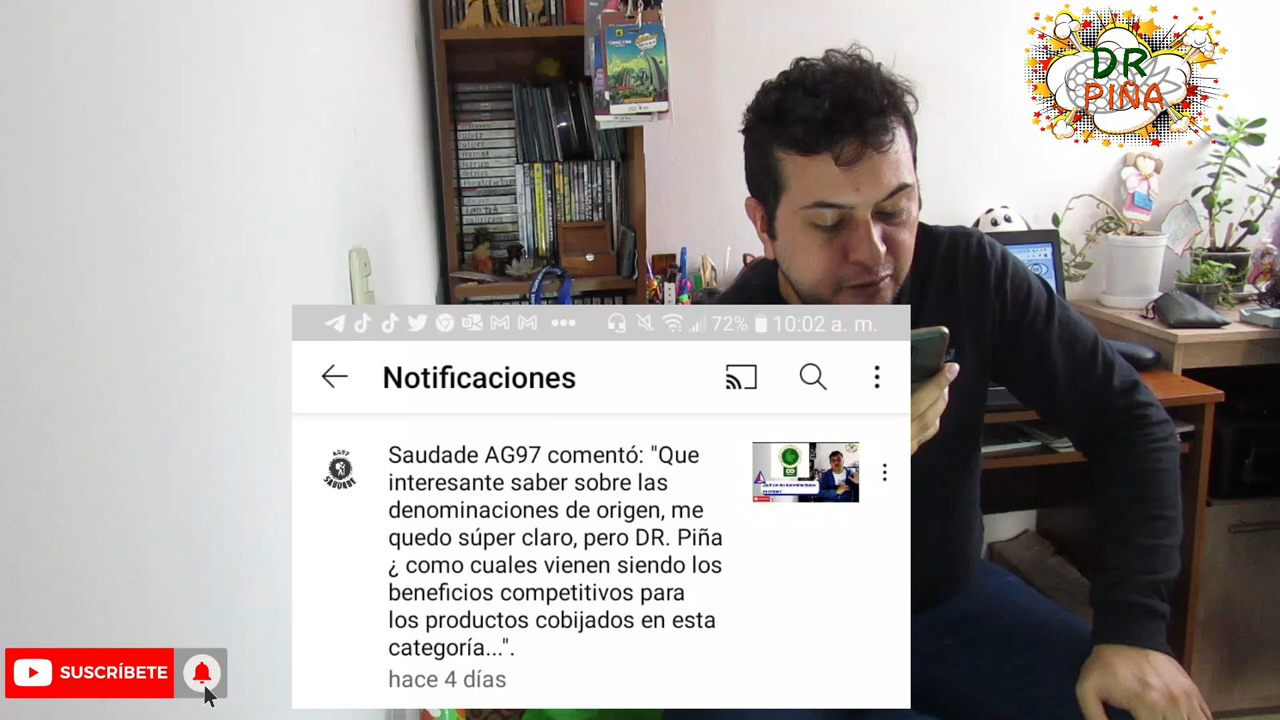 DR
PIÑA
72% 10:02 a. m.
Notificaciones
Saudade AG97 comentó: "Que
interesante saber sobre las
denominaciones de origen, me
quedo súper claro, pero DR. Piña
¿ como cuales vienen siendo los
beneficios competitivos para
los productos cobijados en esta
categoría...".
hace 4 días
AG97
SAUDADE
SUSCRÍBETE